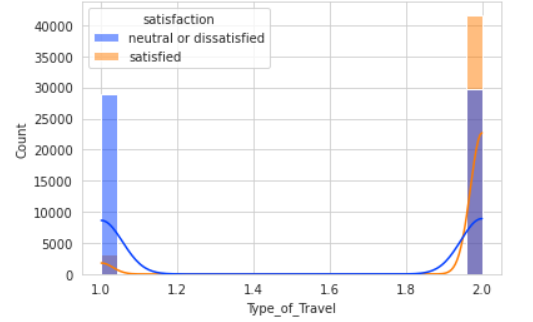 satisfaction
neutral or dissatisfied
satisfied
40000
35000
30000
25000
20000
15000
10000
5000
0
Count
1.0 1.2 1.4 1.6 1.8 2.0
Type_of_Travel